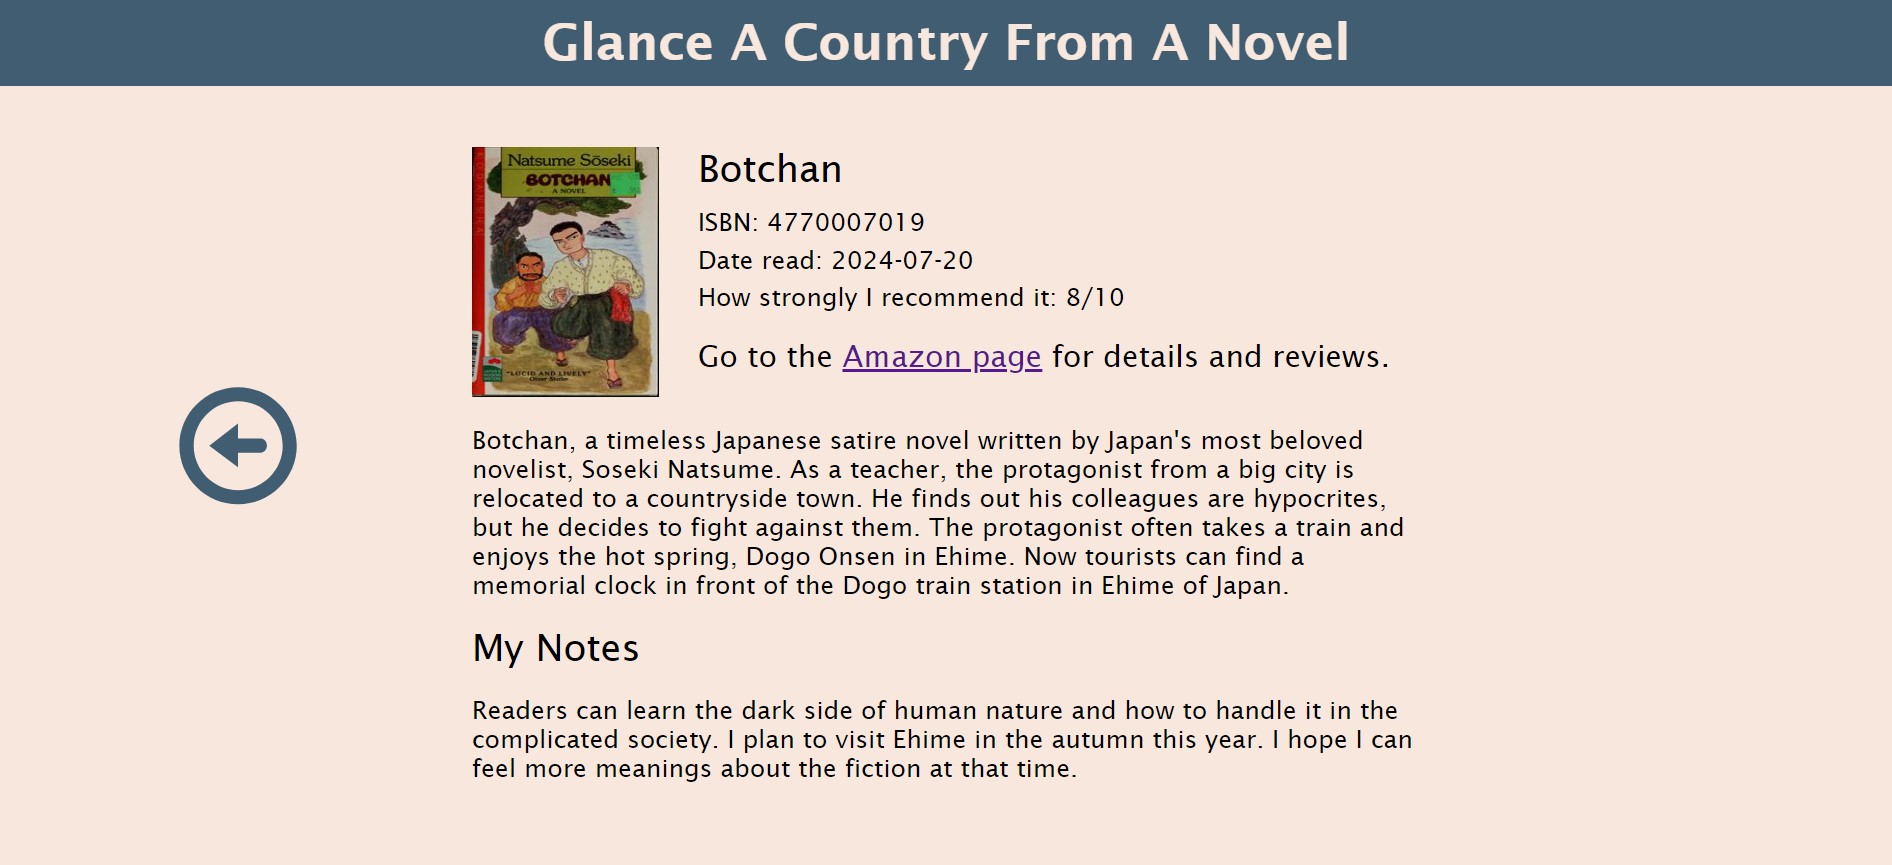 Glance A Country From A Novel
Natsume Sōseki
BOTCHAN
A NOVEL
"LUCID AND LIVELY"
Botchan
ISBN: 4770007019
Date read: 2024-07-20
How strongly I recommend it: 8/10
Go to the Amazon page for details and reviews.
Botchan, a timeless Japanese satire novel written by Japan's most beloved
novelist, Soseki Natsume. As a teacher, the protagonist from a big city is
relocated to a countryside town. He finds out his colleagues are hypocrites,
but he decides to fight against them. The protagonist often takes a train and
enjoys the hot spring, Dogo Onsen in Ehime. Now tourists can find a
memorial clock in front of the Dogo train station in Ehime of Japan.
My Notes
Readers can learn the dark side of human nature and how to handle it in the
complicated society. I plan to visit Ehime in the autumn this year. I hope I can
feel more meanings about the fiction at that time.